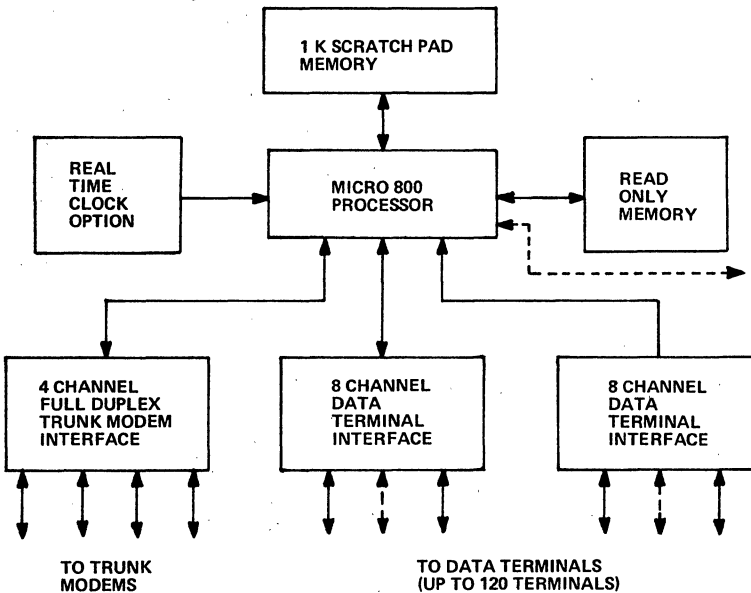 1 K SCRATCH PAD
MEMORY
REAL
TIME
CLOCK
OPTION
MICRO 800
PROCESSOR
READ
ONLY
MEMORY
4 CHANNEL
FULL DUPLEX
TRUNK MODEM
INTERFACE
8 CHANNEL
DATA
TERMINAL
INTERFACE
8 CHANNEL
DATA
TERMINAL
INTERFACE
TO TRUNK
MODEMS
TO DATA TERMINALS
(UP TO 120 TERMINALS)